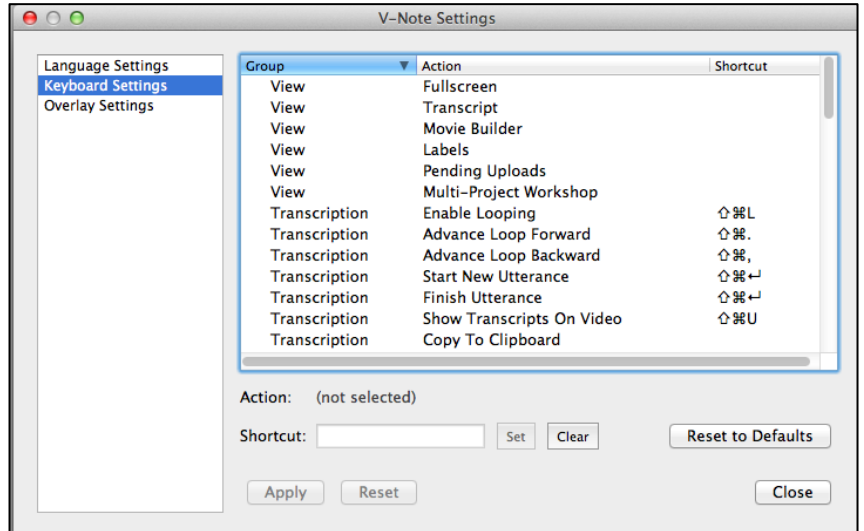 V-Note Settings
Language Settings
Keyboard Settings
Overlay Settings
Group ▼ Action Shortcut
View Fullscreen
View Transcript
View Movie Builder
View Labels
View Pending Uploads
View Multi-Project Workshop
Transcription Enable Looping ⇧⌘L
Transcription Advance Loop Forward ⇧⌘.
Transcription Advance Loop Backward ⇧⌘,
Transcription Start New Utterance ⇧⌘↩
Transcription Finish Utterance ⇧⌘↩
Transcription Show Transcripts On Video ⇧⌘U
Transcription Copy To Clipboard
Action: (not selected)
Shortcut: Set Clear Reset to Defaults
Apply Reset Close